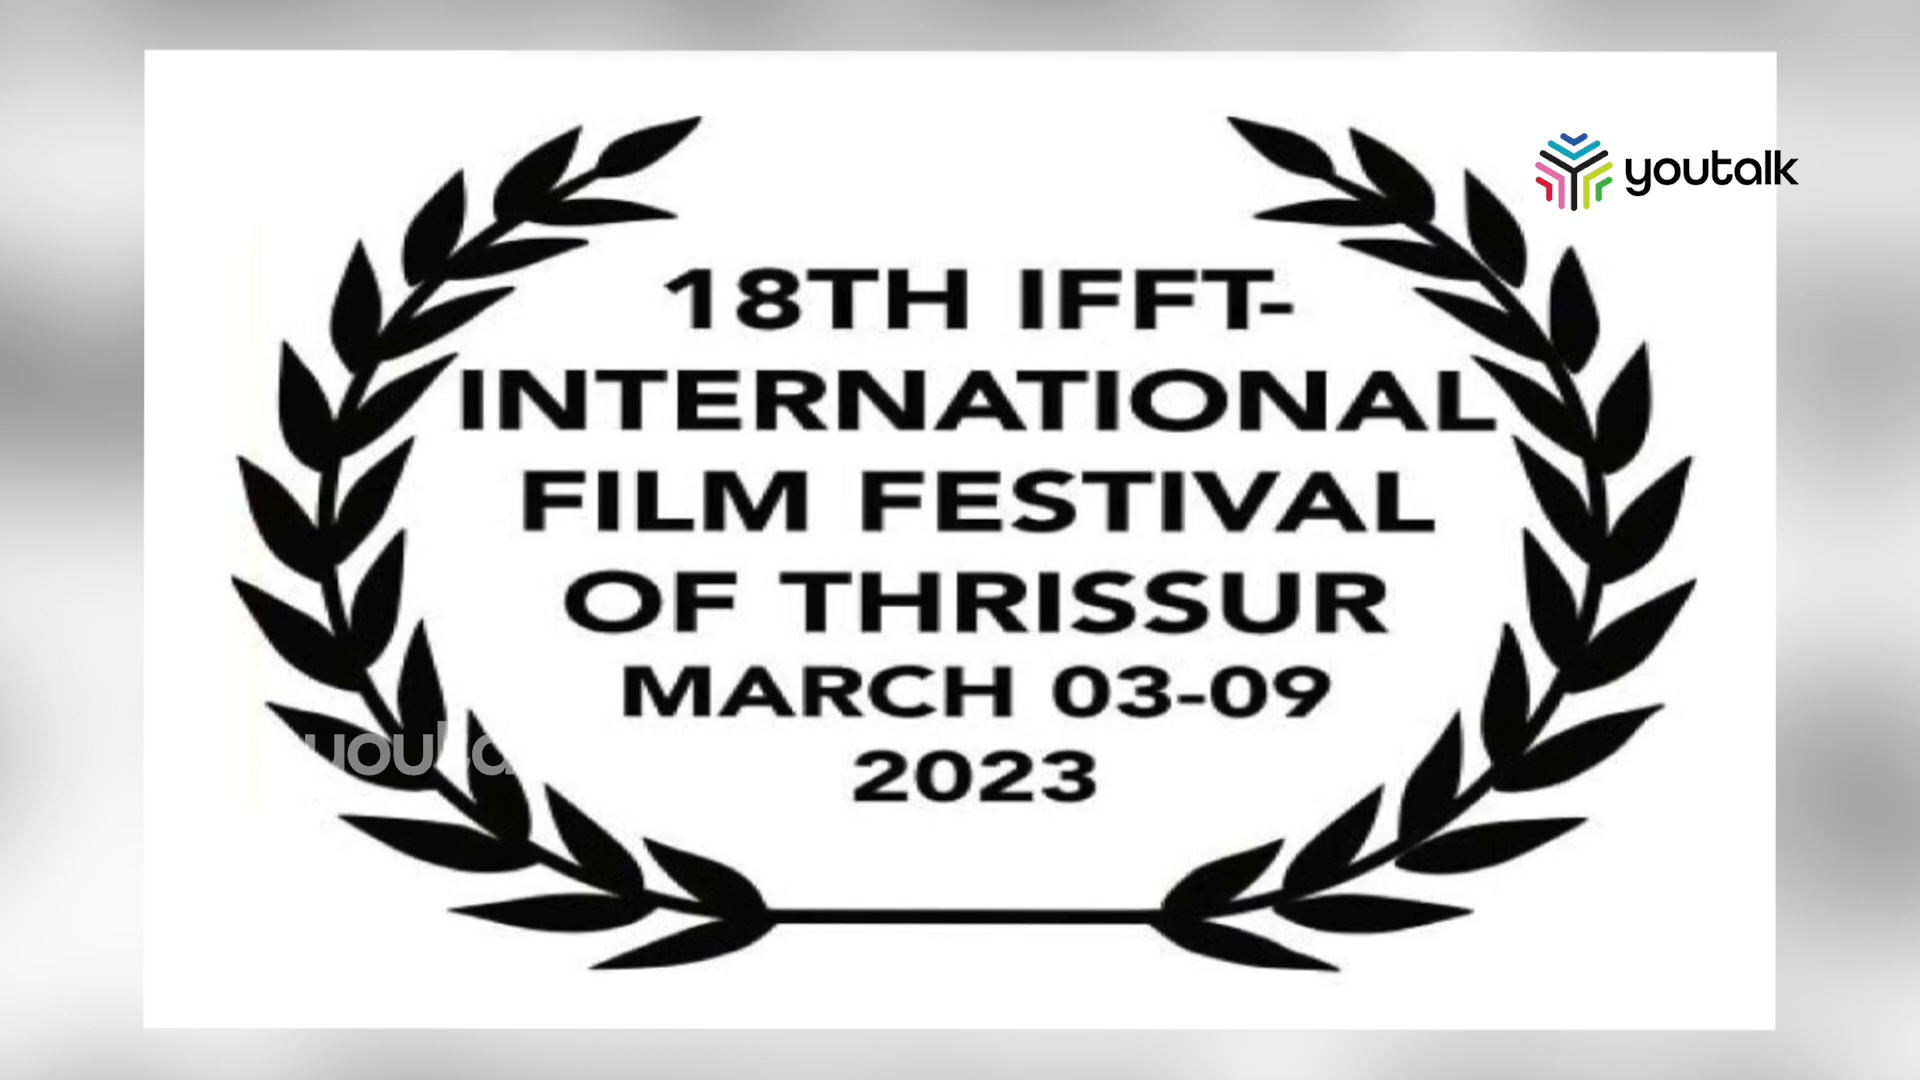 youtalk
18TH IFFT-
INTERNATIONAL
FILM FESTIVAL
OF THRISSUR
MARCH 03-09
2023